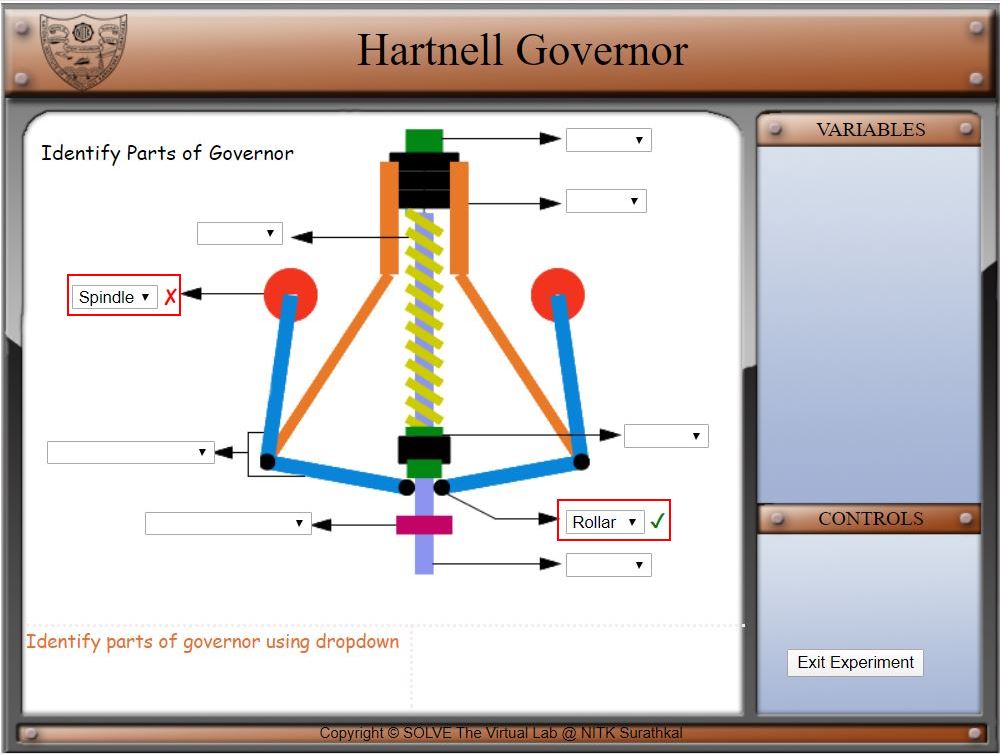 Hartnell Governor
Identify Parts of Governor
VARIABLES
Spindle ✗
Rollar ✓
CONTROLS
Identify parts of governor using dropdown
Exit Experiment
Copyright © SOLVE The Virtual Lab @ NITK Surathkal